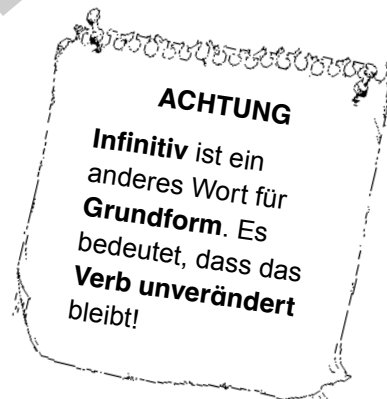 ACHTUNG
Infinitiv ist ein
anderes Wort für
Grundform. Es
bedeutet, dass das
Verb unverändert
bleibt!